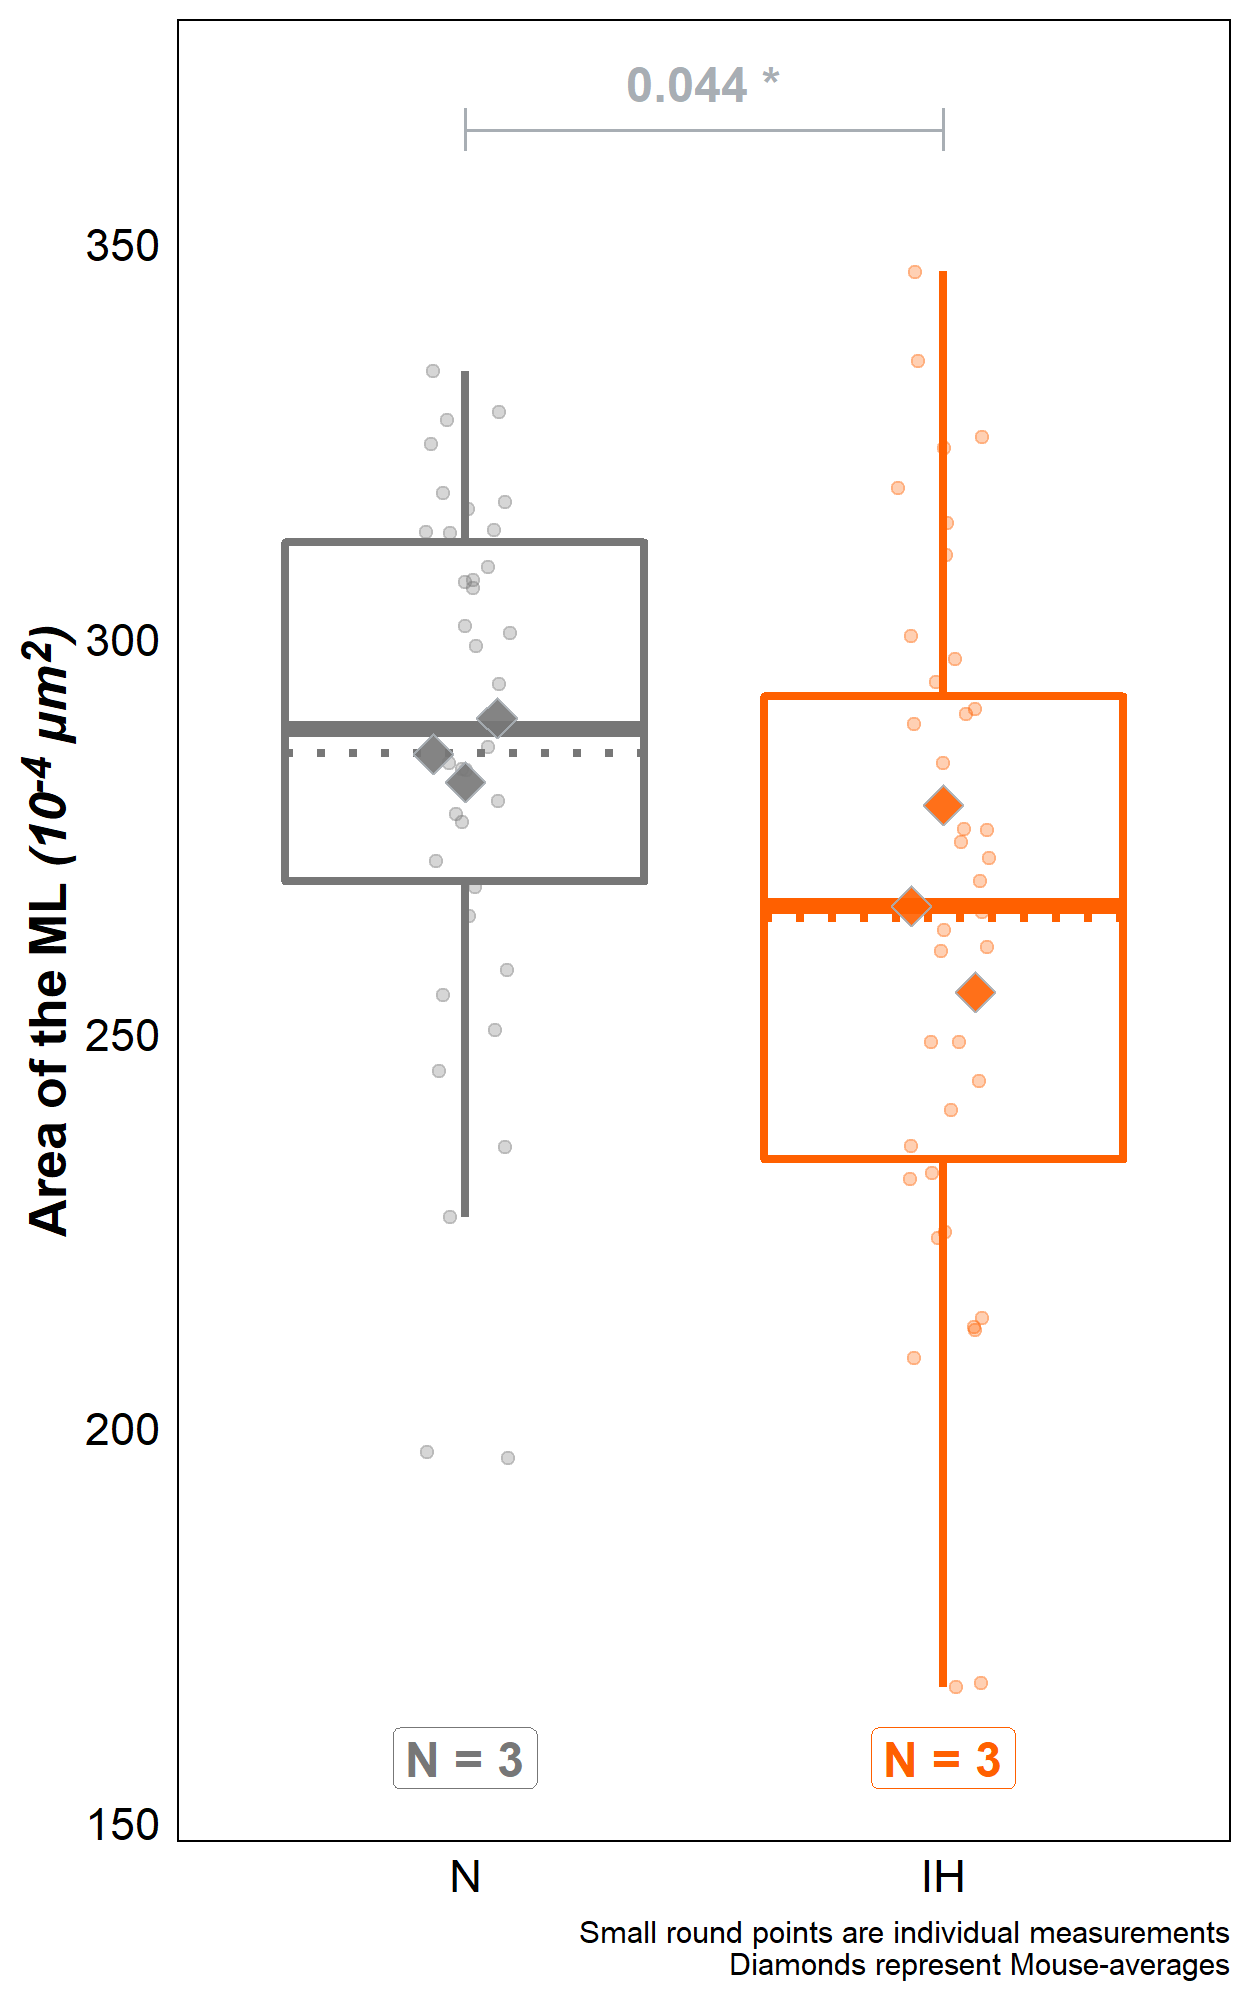 0.044 *
350
300
250
200
150
Area of the ML (10⁻⁴ µm²)
N = 3
N = 3
N
IH
Small round points are individual measurements
Diamonds represent Mouse-averages